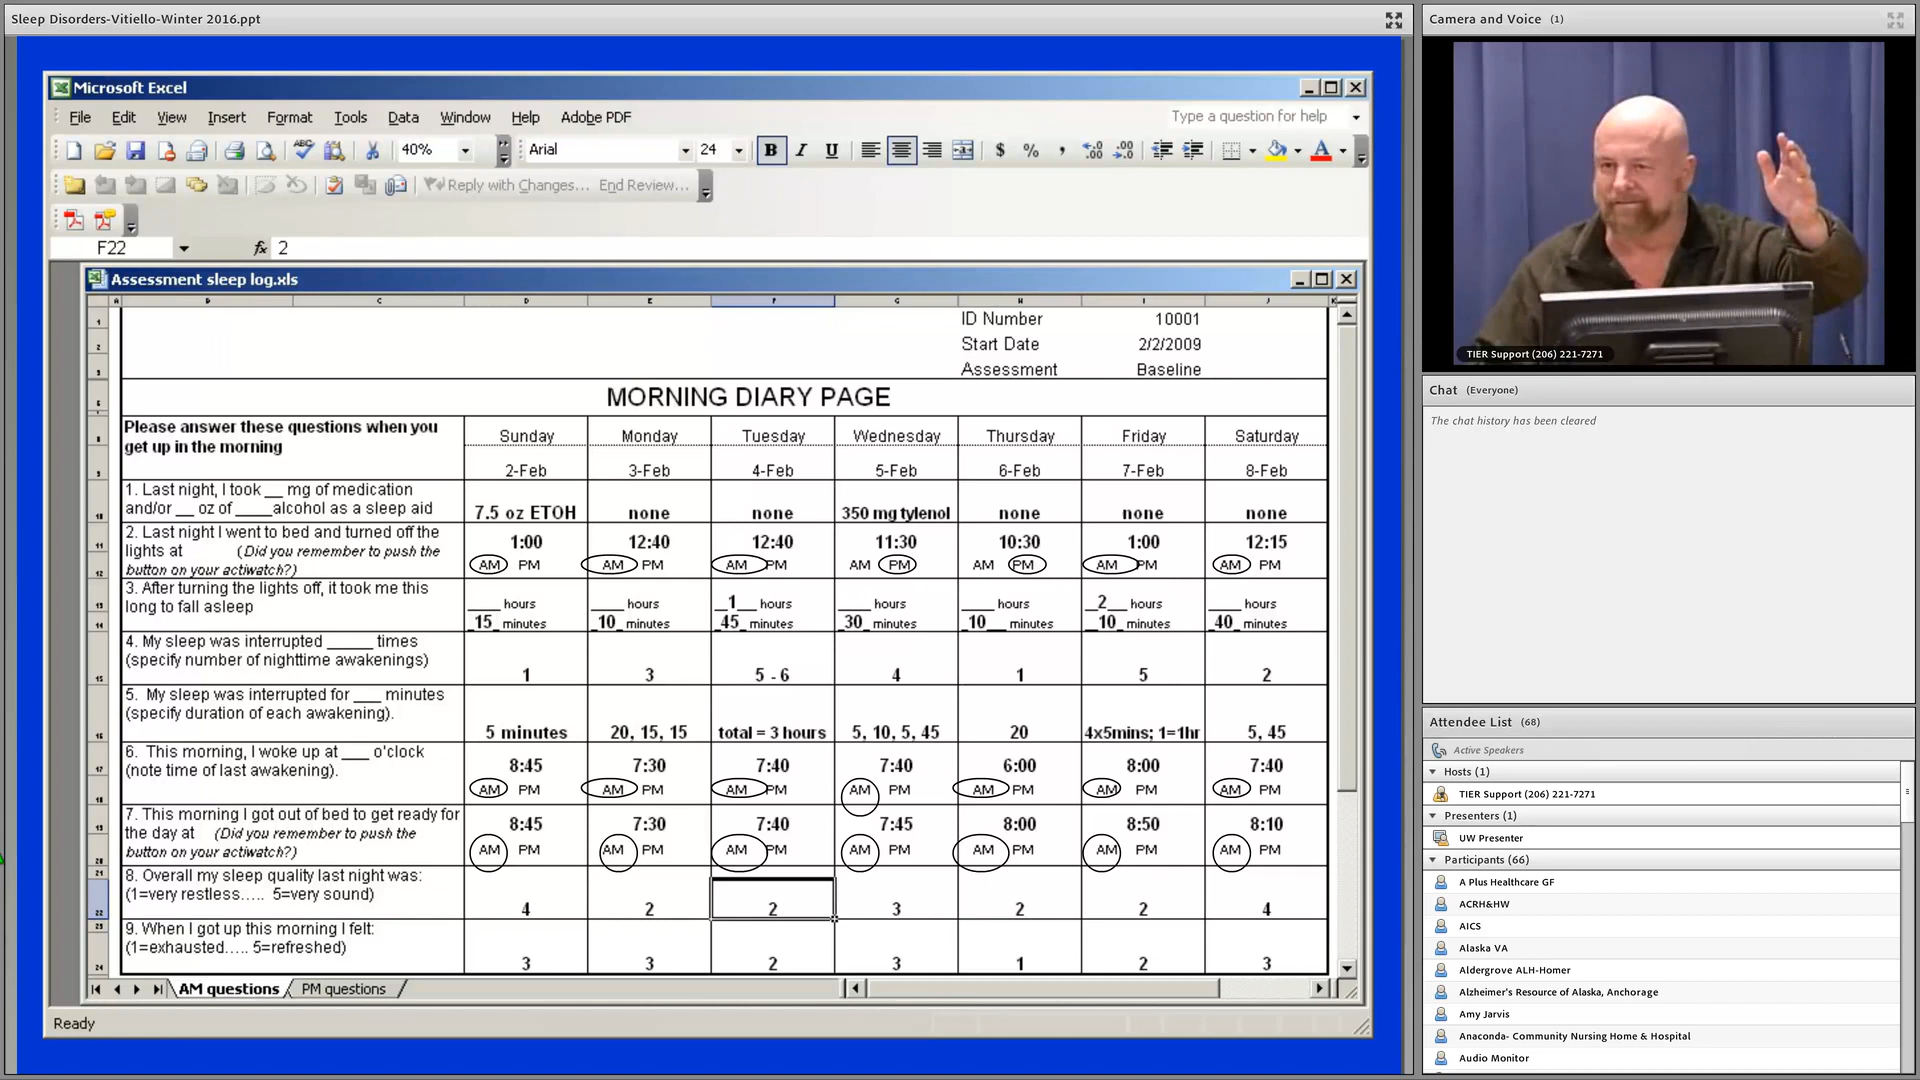 Sleep Disorders-Vitiello-Winter 2016.ppt
Microsoft Excel
File Edit View Insert Format Tools Data Window Help Adobe PDF
Type a question for help
40% Arial 24 B I U $ % ,
Reply with Changes... End Review...
F22 fx 2
Assessment sleep log.xls
ID Number 10001
Start Date 2/2/2009
Assessment Baseline
MORNING DIARY PAGE
Please answer these questions when you
get up in the morning
Sunday Monday Tuesday Wednesday Thursday Friday Saturday
2-Feb 3-Feb 4-Feb 5-Feb 6-Feb 7-Feb 8-Feb
1. Last night, I took __ mg of medication
and/or __ oz of ____alcohol as a sleep aid
7.5 oz ETOH none none 350 mg tylenol none none none
2. Last night I went to bed and turned off the
lights at (Did you remember to push the
button on your actiwatch?)
1:00 12:40 12:40 11:30 10:30 1:00 12:15
AM PM AM PM AM PM AM PM AM PM AM PM AM PM
3. After turning the lights off, it took me this
long to fall asleep
____ hours ____ hours __1__ hours ____ hours ____ hours __2__ hours ____ hours
_15_ minutes _10_ minutes _45_ minutes _30_ minutes _10__ minutes __10_ minutes _40_ minutes
4. My sleep was interrupted _____ times
(specify number of nighttime awakenings)
1 3 5 - 6 4 1 5 2
5. My sleep was interrupted for ___ minutes
(specify duration of each awakening).
5 minutes 20, 15, 15 total = 3 hours 5, 10, 5, 45 20 4x5mins; 1=1hr 5, 45
6. This morning, I woke up at ___ o'clock
(note time of last awakening).
8:45 7:30 7:40 7:40 6:00 8:00 7:40
AM PM AM PM AM PM AM PM AM PM AM PM AM PM
7. This morning I got out of bed to get ready for
the day at (Did you remember to push the
button on your actiwatch?)
8:45 7:30 7:40 7:45 8:00 8:50 8:10
AM PM AM PM AM PM AM PM AM PM AM PM AM PM
8. Overall my sleep quality last night was:
(1=very restless..... 5=very sound)
4 2 2 3 2 2 4
9. When I got up this morning I felt:
(1=exhausted..... 5=refreshed)
3 3 2 3 1 2 3
AM questions PM questions
Ready
Camera and Voice (1)
TIER Support (206) 221-7271
Chat (Everyone)
The chat history has been cleared
Attendee List (68)
Active Speakers
Hosts (1)
TIER Support (206) 221-7271
Presenters (1)
UW Presenter
Participants (66)
A Plus Healthcare GF
ACRH&HW
AICS
Alaska VA
Aldergrove ALH-Homer
Alzheimer's Resource of Alaska, Anchorage
Amy Jarvis
Anaconda- Community Nursing Home & Hospital
Audio Monitor